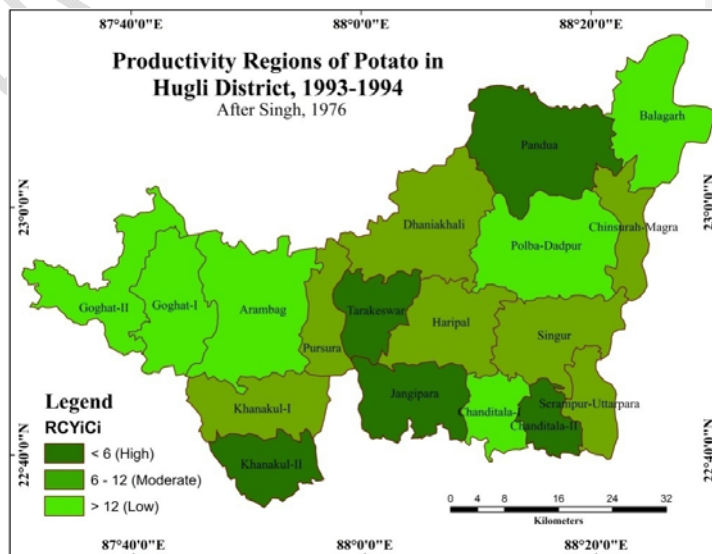 87°40'0"E 88°0'0"E 88°20'0"E
Productivity Regions of Potato in
Hugli District, 1993-1994
After Singh, 1976
Balagarh
Pandua
23°0'0"N
23°0'0"N
Dhaniakhali
Chinsurah-Magra
Polba-Dadpur
Goghat-II
Goghat-I
Arambag
Tarakeswar
Haripal
Singur
Pursura
Khanakul-I
Jangipara
Chanditala-I
Serampur-Uttarpara
Chanditala-II
Khanakul-II
22°40'0"N
22°40'0"N
Legend
RCYiCi
< 6 (High)
6 - 12 (Moderate)
> 12 (Low)
0 4 8 16 24 32
Kilometers
87°40'0"E 88°0'0"E 88°20'0"E